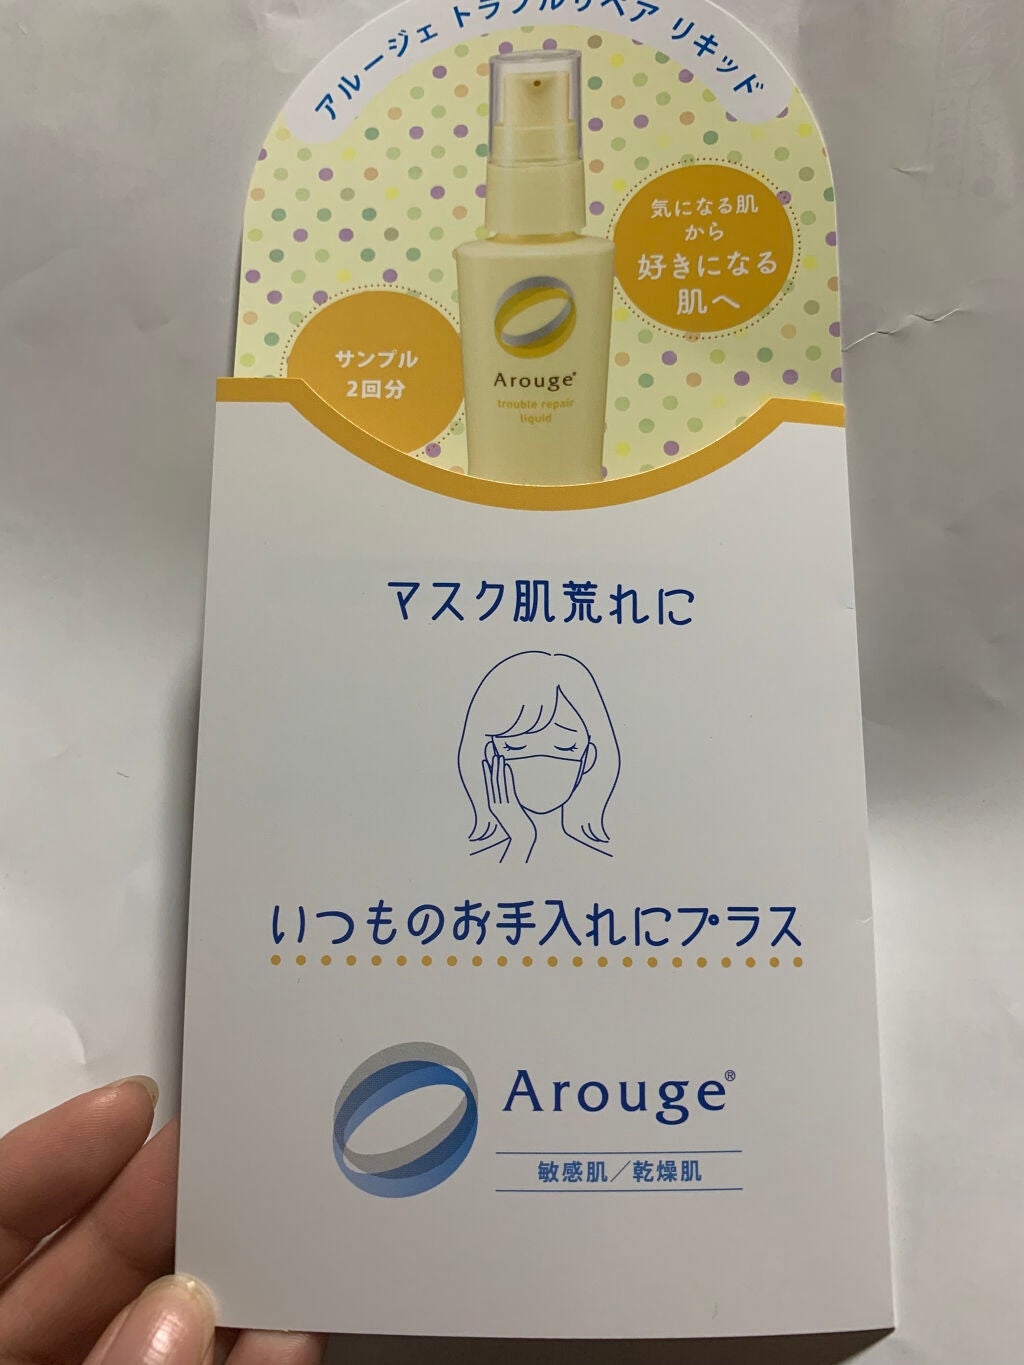 アルージェ トラブルリペア リキッド
気になる肌
から
好きになる
肌へ
サンプル
2回分
Arouge®
trouble repair
liquid
マスク肌荒れに
いつものお手入れにプラス
Arouge®
敏感肌／乾燥肌